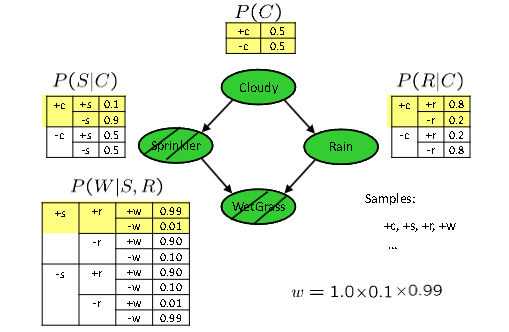 P(C)
+c 0.5
-c 0.5
Cloudy
P(S|C)
+c +s 0.1
-s 0.9
-c +s 0.5
-s 0.5
P(R|C)
+c +r 0.8
-r 0.2
-c +r 0.2
-r 0.8
Sprinkler
Rain
P(W|S, R)
+s +r +w 0.99
-w 0.01
-r +w 0.90
-w 0.10
-s +r +w 0.90
-w 0.10
-r +w 0.01
-w 0.99
WetGrass
Samples:
+c, +s, +r, +w
...
w = 1.0×0.1 ×0.99